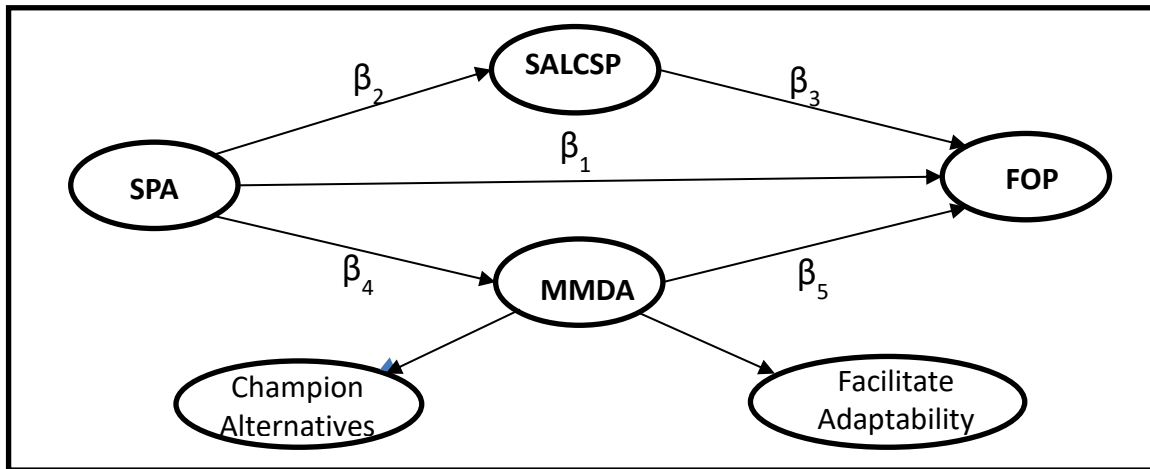 SALCSP
β2
β3
β1
SPA
FOP
β4
MMDA
β5
Champion
Alternatives
Facilitate
Adaptability